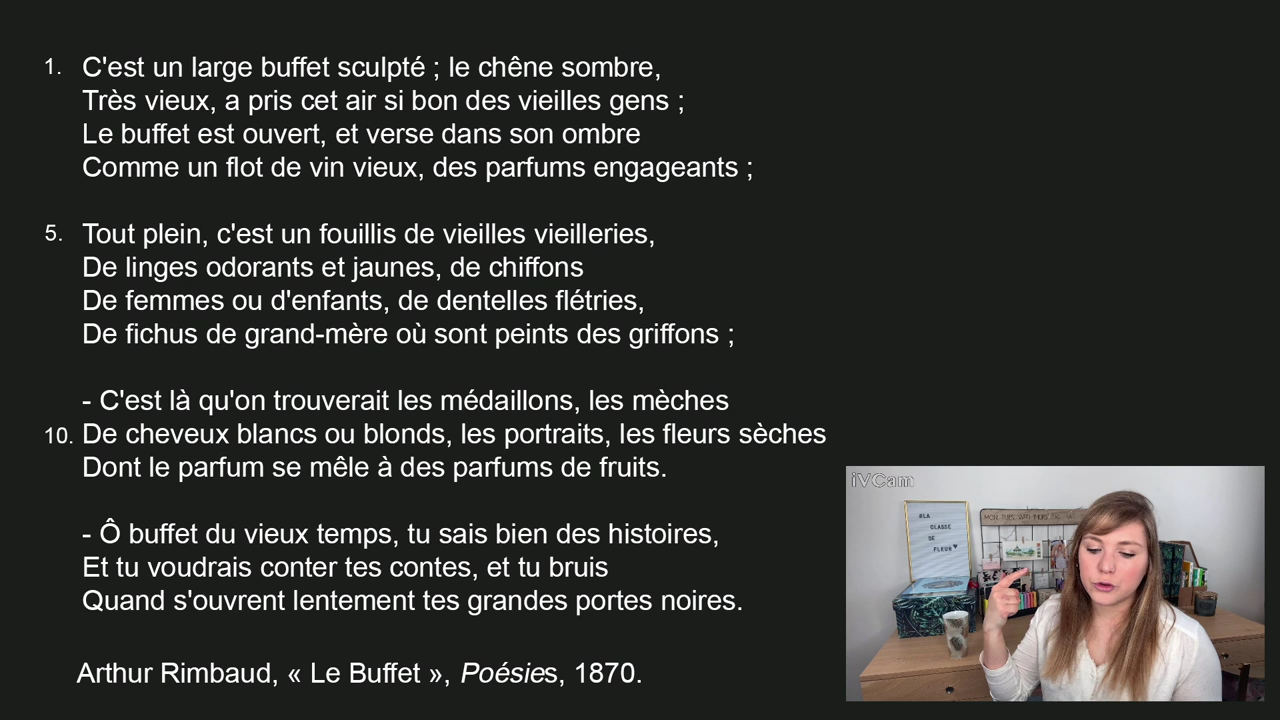 1. C'est un large buffet sculpté ; le chêne sombre,
Très vieux, a pris cet air si bon des vieilles gens ;
Le buffet est ouvert, et verse dans son ombre
Comme un flot de vin vieux, des parfums engageants ;
5. Tout plein, c'est un fouillis de vieilles vieilleries,
De linges odorants et jaunes, de chiffons
De femmes ou d'enfants, de dentelles flétries,
De fichus de grand-mère où sont peints des griffons ;
- C'est là qu'on trouverait les médaillons, les mèches
10. De cheveux blancs ou blonds, les portraits, les fleurs sèches
Dont le parfum se mêle à des parfums de fruits.
- Ô buffet du vieux temps, tu sais bien des histoires,
Et tu voudrais conter tes contes, et tu bruis
Quand s'ouvrent lentement tes grandes portes noires.
Arthur Rimbaud, « Le Buffet », Poésies, 1870.
iVCam
#LA
CLASSE
DE
FLEUR